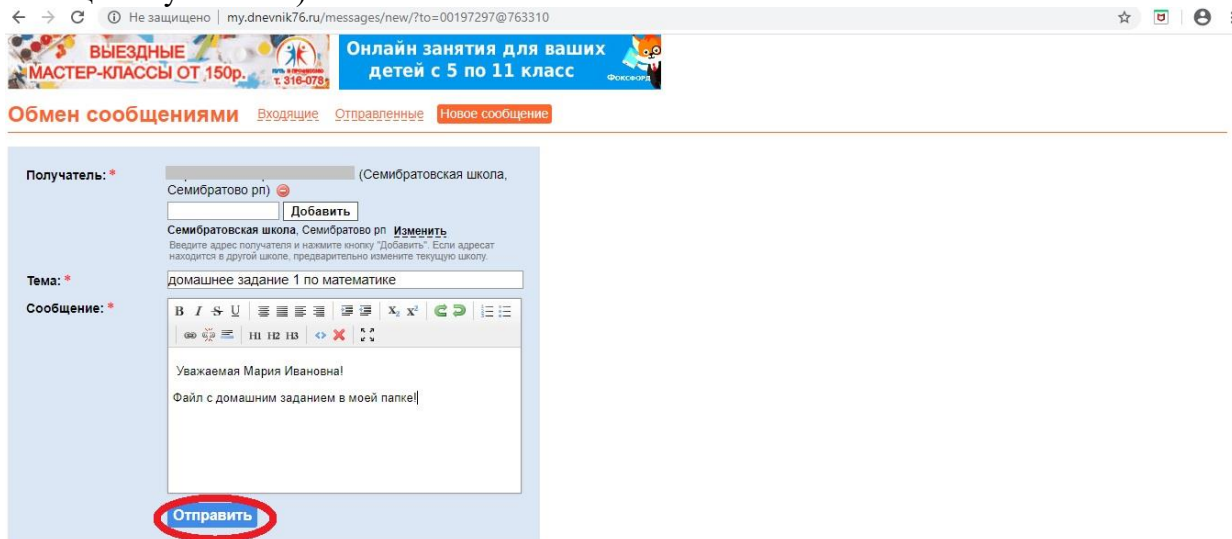 Не защищено | my.dnevnik76.ru/messages/new/?to=00197297@763310
ВЫЕЗДНЫЕ
МАСТЕР-КЛАССЫ ОТ 150р.
т. 316-078
Онлайн занятия для ваших
детей с 5 по 11 класс
Фоксфорд
Обмен сообщениями Входящие Отправленные Новое сообщение
Получатель: * (Семибратовская школа,
Семибратово рп)
Добавить
Семибратовская школа, Семибратово рп Изменить
Введите адрес получателя и нажмите кнопку "Добавить". Если адресат
находится в другой школе, предварительно измените текущую школу.
Тема: * домашнее задание 1 по математике
Сообщение: *
B I S U X₂ X²
H1 H2 H3
Уважаемая Мария Ивановна!
Файл с домашним заданием в моей папке!
Отправить